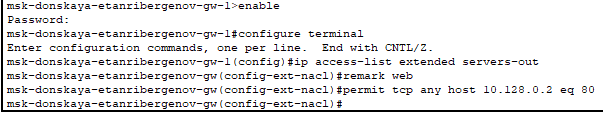 msk-donskaya-etanribergenov-gw-1>enable
Password:
msk-donskaya-etanribergenov-gw-1#configure terminal
Enter configuration commands, one per line.  End with CNTL/Z.
msk-donskaya-etanribergenov-gw-1(config)#ip access-list extended servers-out
msk-donskaya-etanribergenov-gw(config-ext-nacl)#remark web
msk-donskaya-etanribergenov-gw(config-ext-nacl)#permit tcp any host 10.128.0.2 eq 80
msk-donskaya-etanribergenov-gw(config-ext-nacl)#